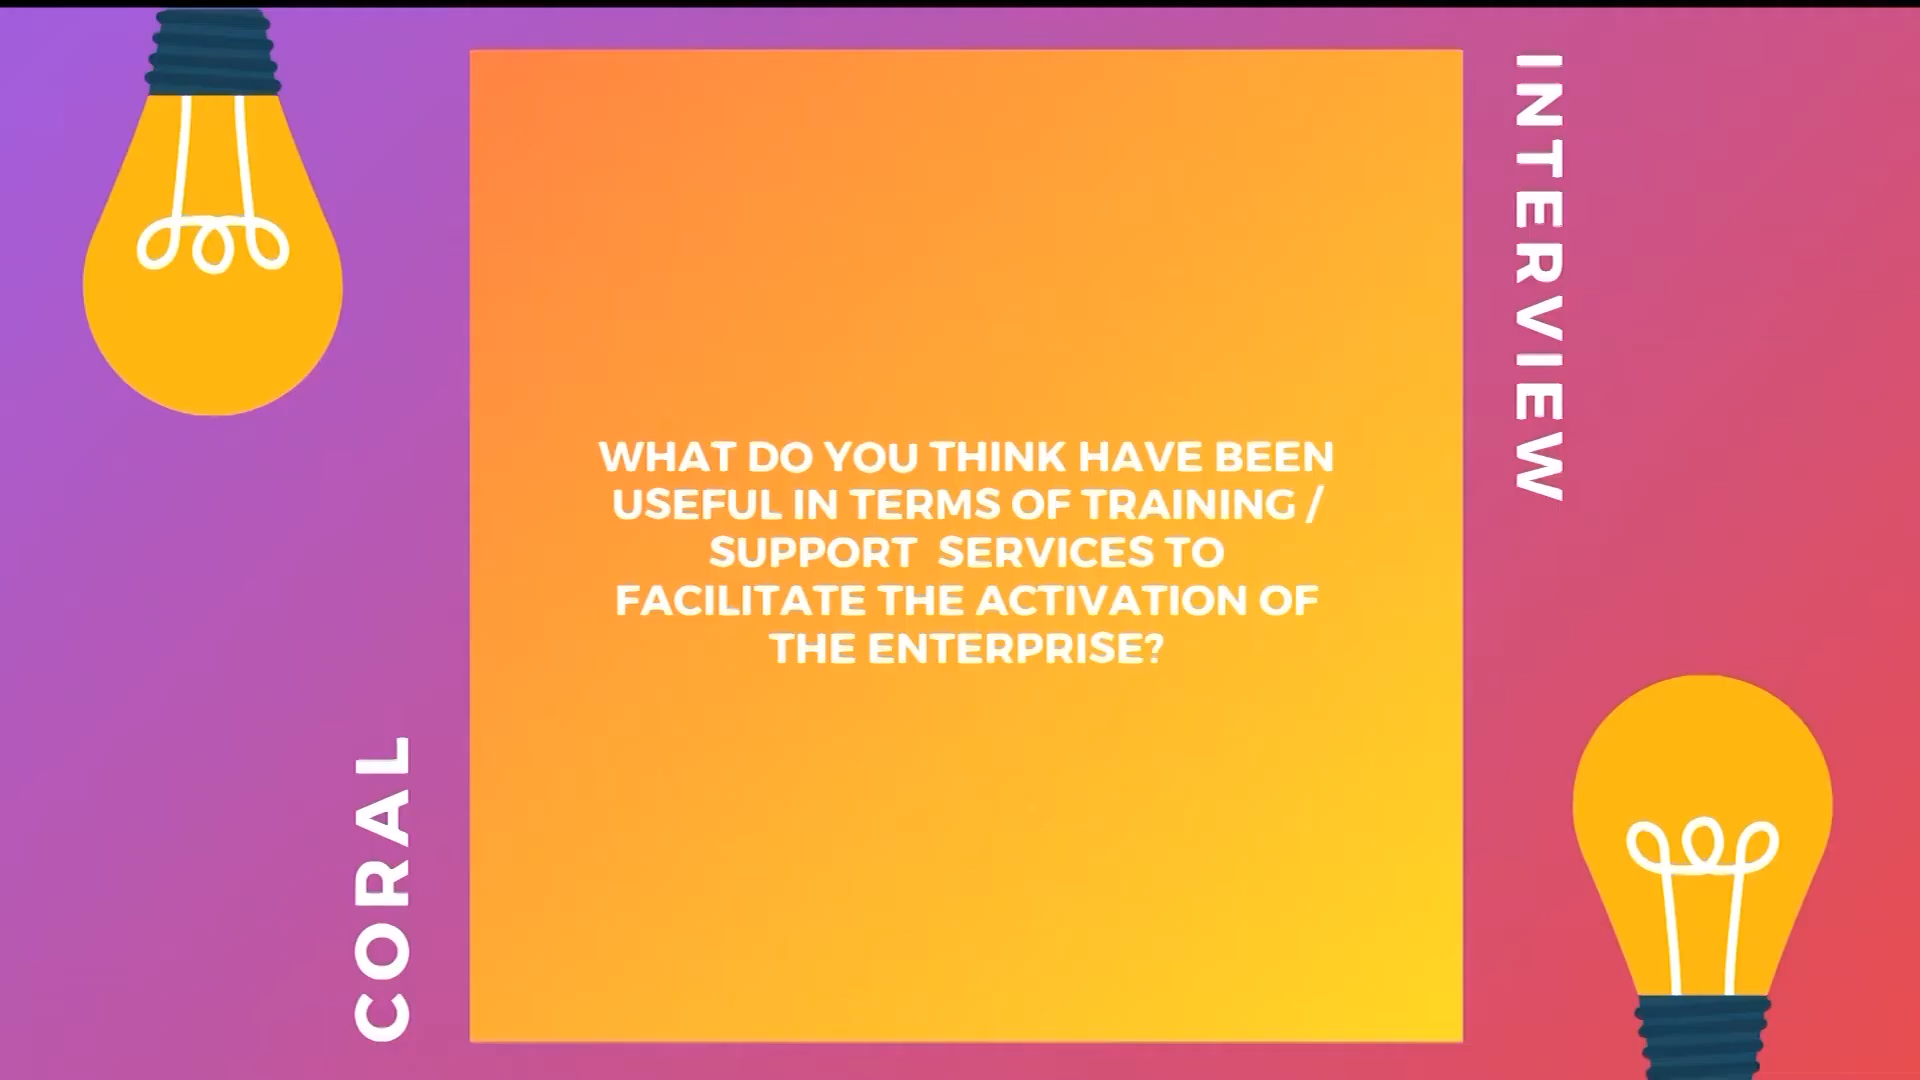 CORAL
WHAT DO YOU THINK HAVE BEEN
USEFUL IN TERMS OF TRAINING /
SUPPORT  SERVICES TO
FACILITATE THE ACTIVATION OF
THE ENTERPRISE?
INTERVIEW